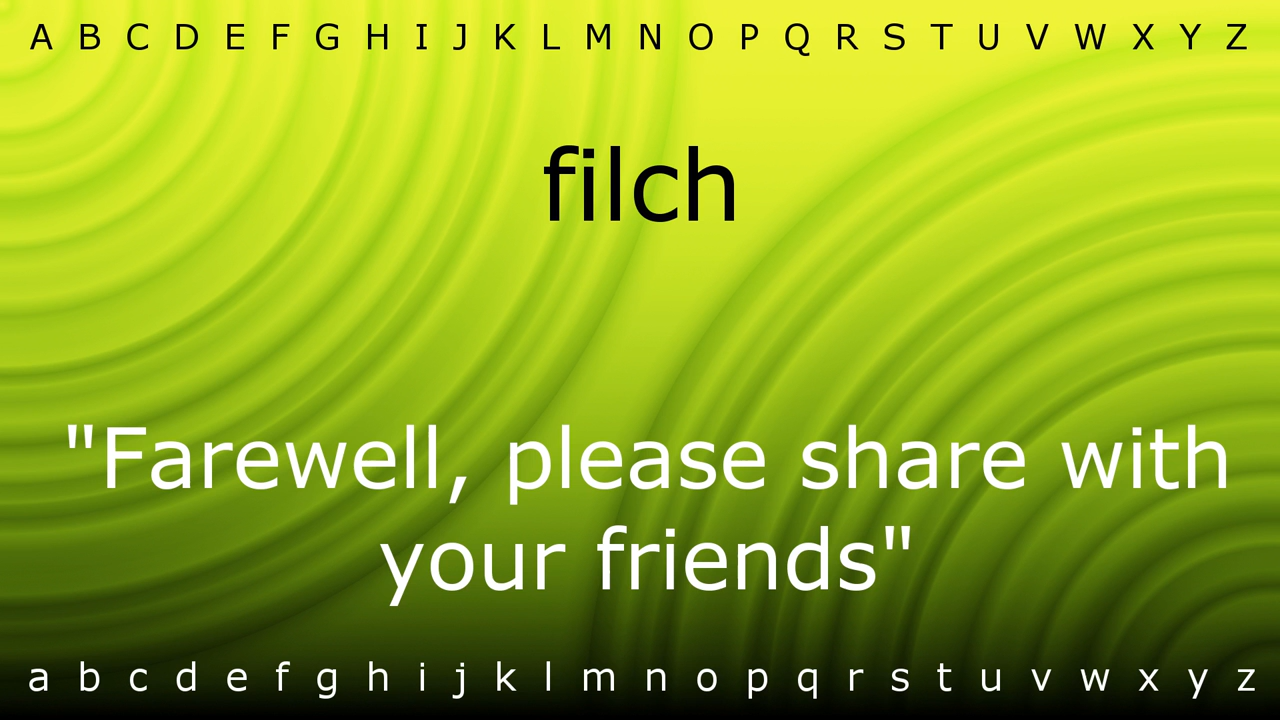 A B C D E F G H I J K L M N O P Q R S T U V W X Y Z
filch
"Farewell, please share with
your friends"
a b c d e f g h i j k l m n o p q r s t u v w x y z